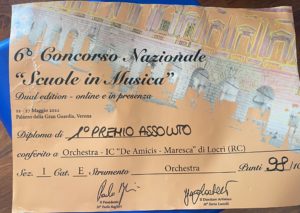 6° Concorso Nazionale
"Scuole in Musica"
Dual edition - online e in presenza
Maggio 2022
Palazzo della Gran Guardia, Verona
Diploma di 1° PREMIO ASSOLUTO
conferito a Orchestra - IC "De Amicis - Maresca" di Locri (RC)
Sez. I Cat. E Strumento Orchestra Punti 98/100
Il Presidente
Il Direttore Artistico